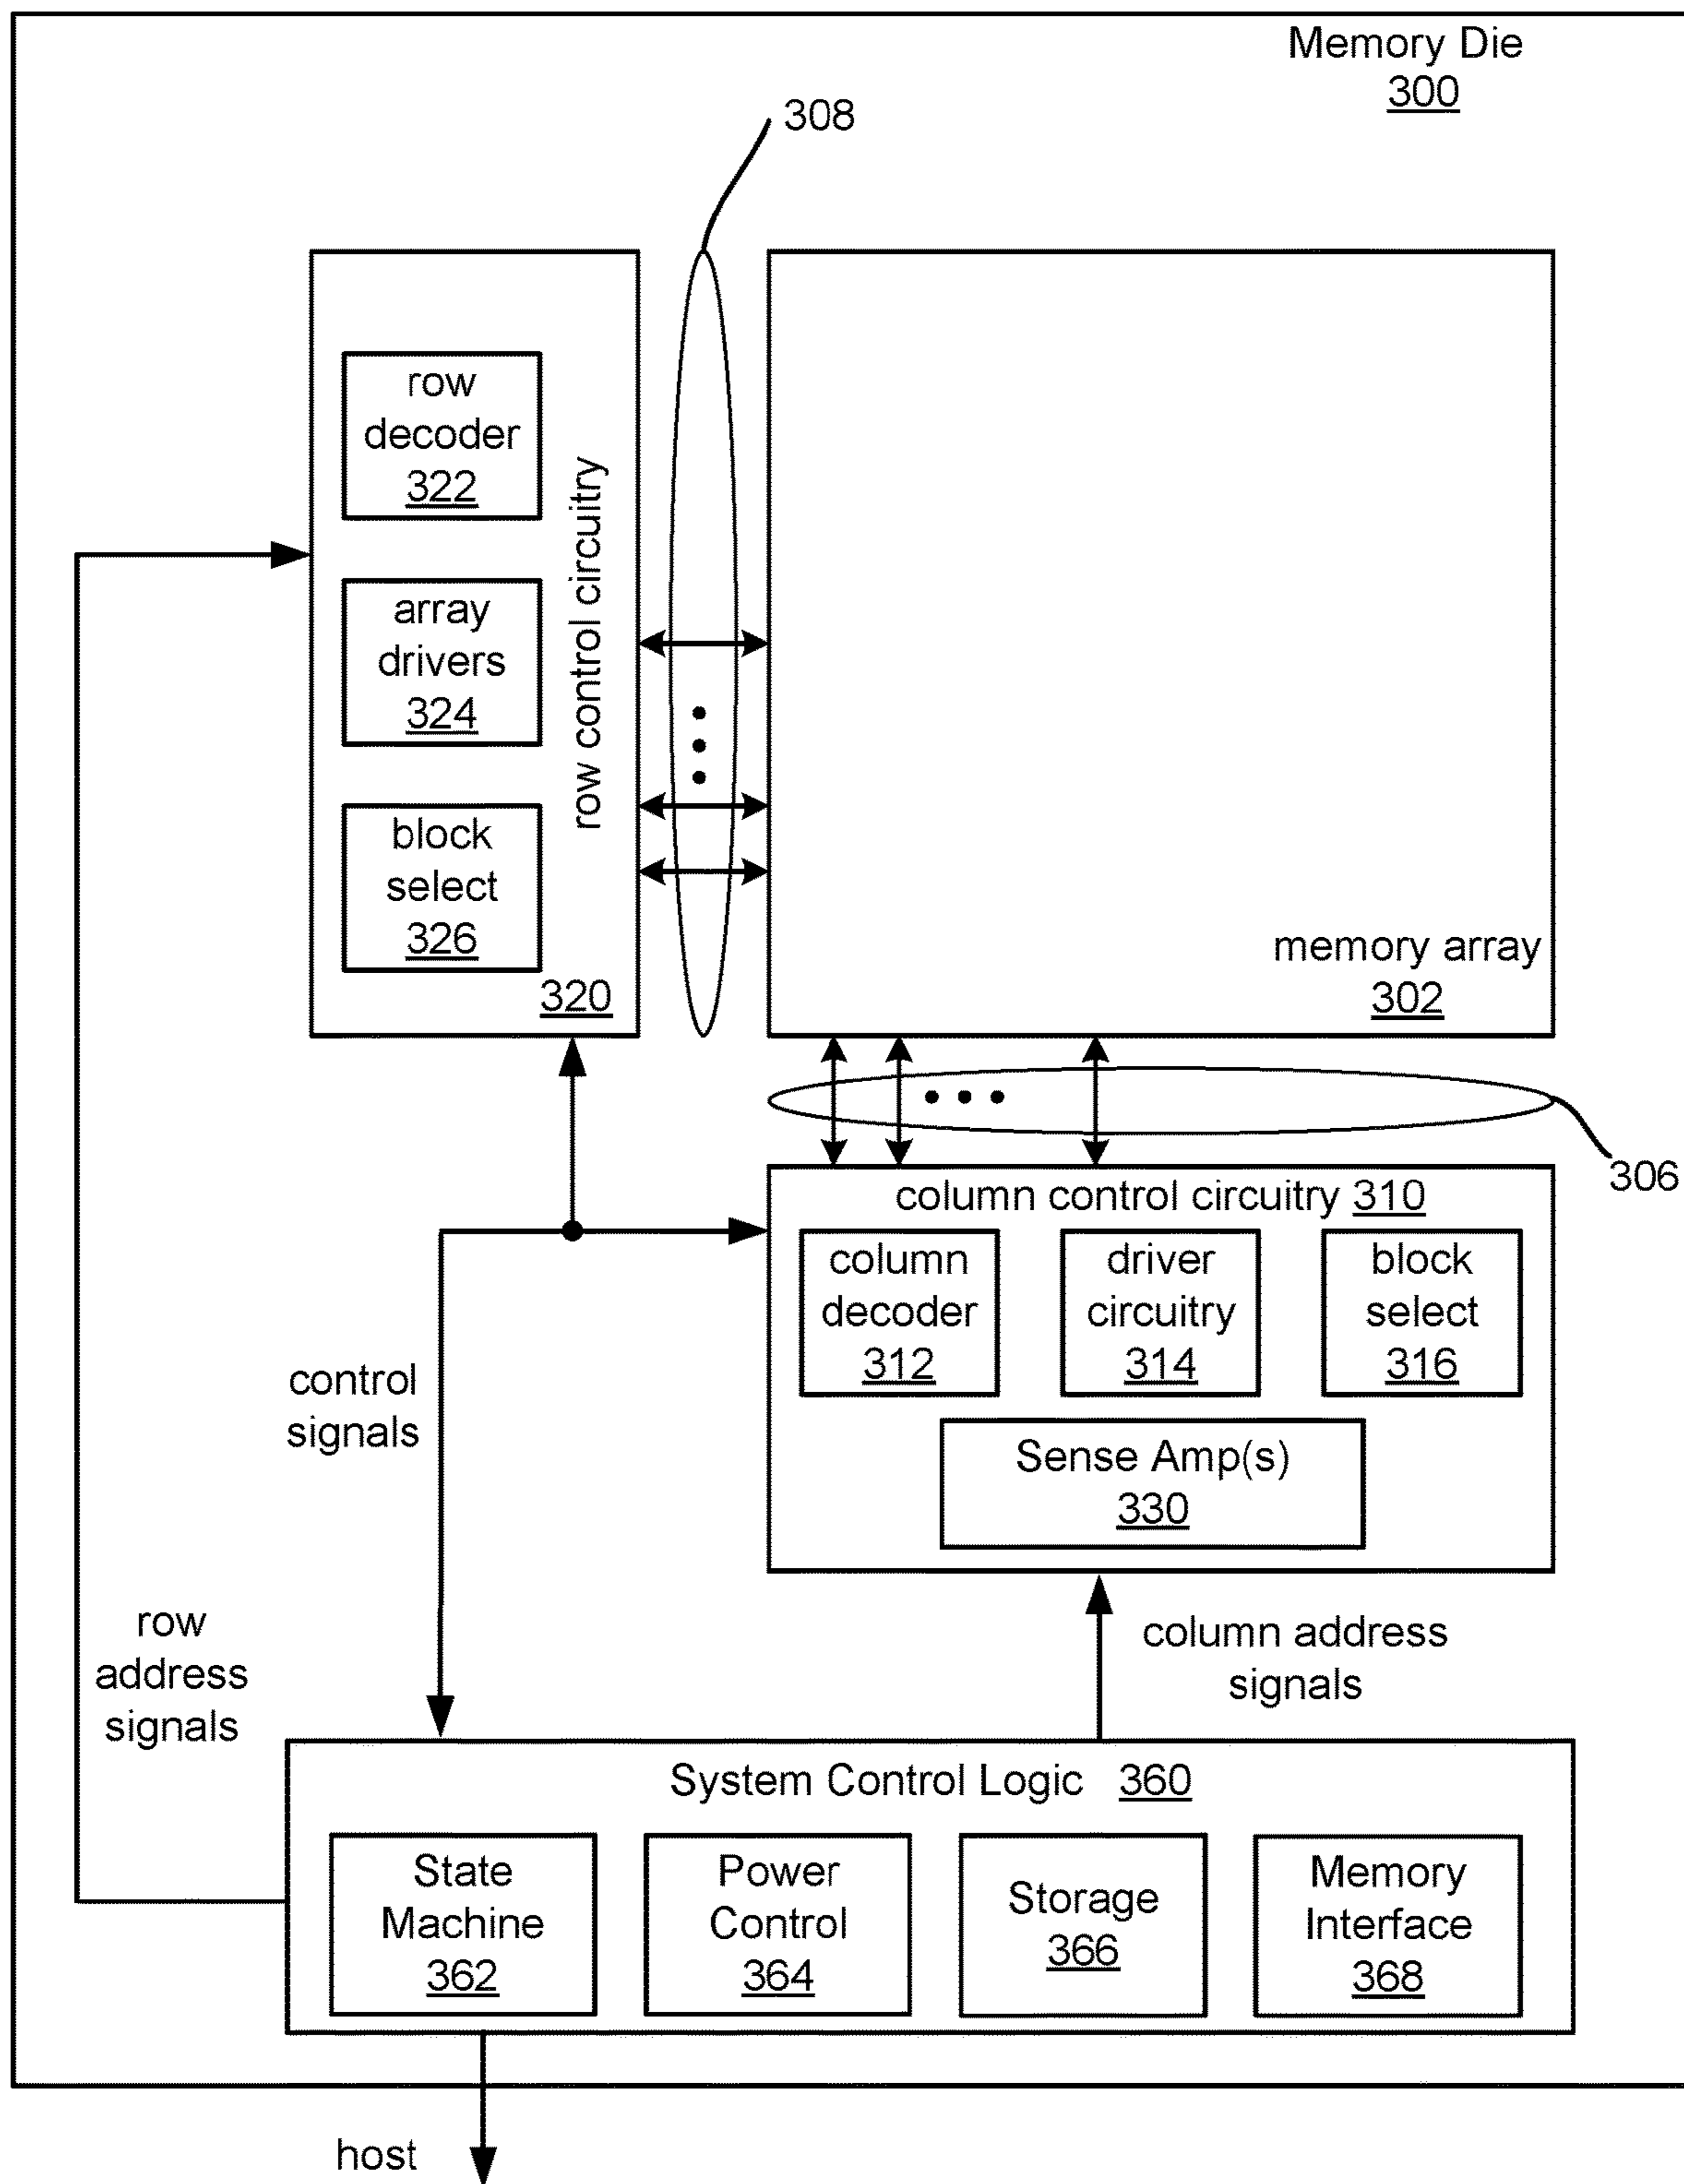 Memory Die
300
308
row
decoder
322
array
drivers
324
block
select
326
row control circuitry
320
memory array
302
306
column control circuitry 310
column
decoder
312
driver
circuitry
314
block
select
316
Sense Amp(s)
330
control
signals
row
address
signals
column address
signals
System Control Logic 360
State
Machine
362
Power
Control
364
Storage
366
Memory
Interface
368
host